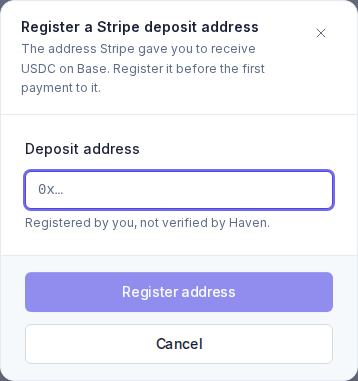 Register a Stripe deposit address
The address Stripe gave you to receive
USDC on Base. Register it before the first
payment to it.
Deposit address
0x…
Registered by you, not verified by Haven.
Register address
Cancel